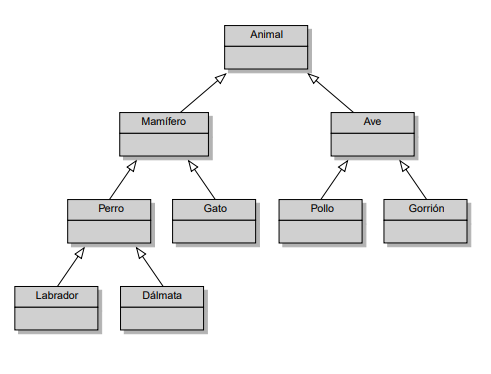 Animal
Mamífero
Ave
Perro
Gato
Pollo
Gorrión
Labrador
Dálmata